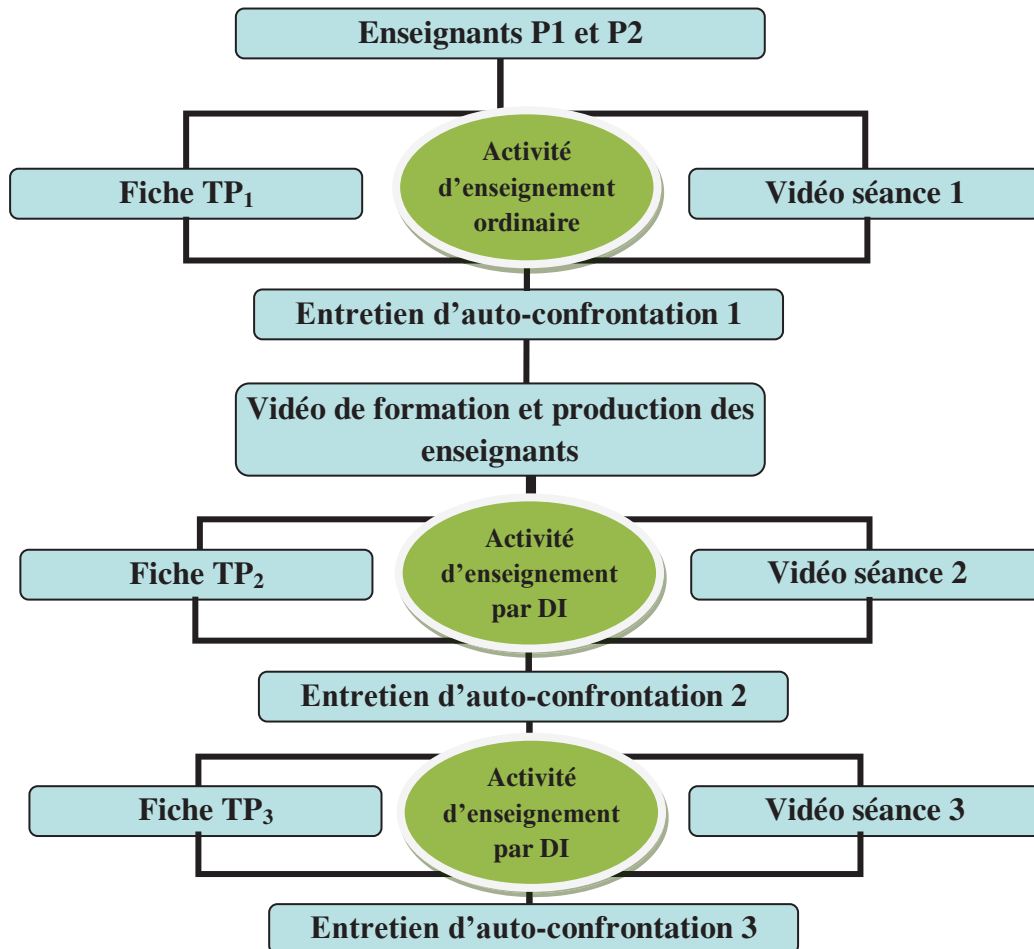 Enseignants P1 et P2
Activité
d'enseignement
ordinaire
Fiche TP₁
Vidéo séance 1
Entretien d'auto-confrontation 1
Vidéo de formation et production des
enseignants
Activité
d'enseignement
par DI
Fiche TP₂
Vidéo séance 2
Entretien d'auto-confrontation 2
Activité
d'enseignement
par DI
Fiche TP₃
Vidéo séance 3
Entretien d'auto-confrontation 3